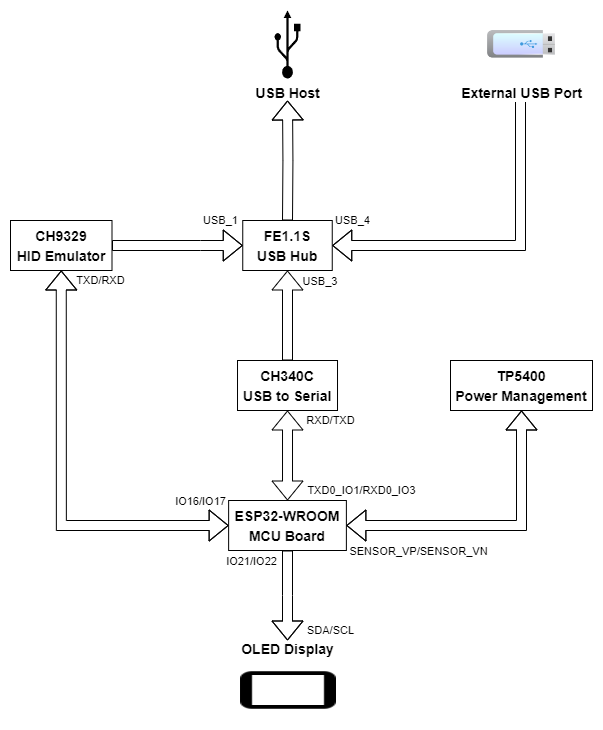 USB Host
External USB Port
USB_1
USB_4
CH9329
HID Emulator
FE1.1S
USB Hub
TXD/RXD
USB_3
CH340C
USB to Serial
TP5400
Power Management
RXD/TXD
TXD0_IO1/RXD0_IO3
IO16/IO17
ESP32-WROOM
MCU Board
SENSOR_VP/SENSOR_VN
IO21/IO22
SDA/SCL
OLED Display